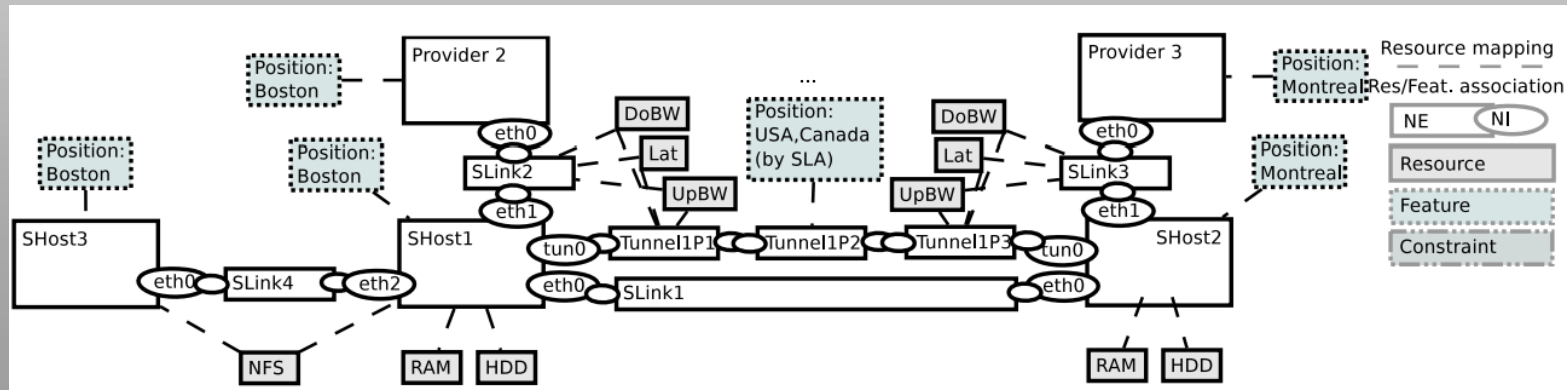 Position:
Boston
Provider 2
...
Provider 3
Position:
Montreal
Resource mapping
Res/Feat. association
NE
NI
Resource
Feature
Constraint
Position:
Boston
Position:
Boston
eth0
SLink2
eth1
DoBW
Lat
UpBW
Position:
USA,Canada
(by SLA)
DoBW
Lat
UpBW
eth0
SLink3
eth1
Position:
Montreal
SHost3
eth0
SLink4
eth2
SHost1
tun0
eth0
Tunnel1P1
Tunnel1P2
Tunnel1P3
SLink1
tun0
eth0
SHost2
NFS
RAM
HDD
RAM
HDD